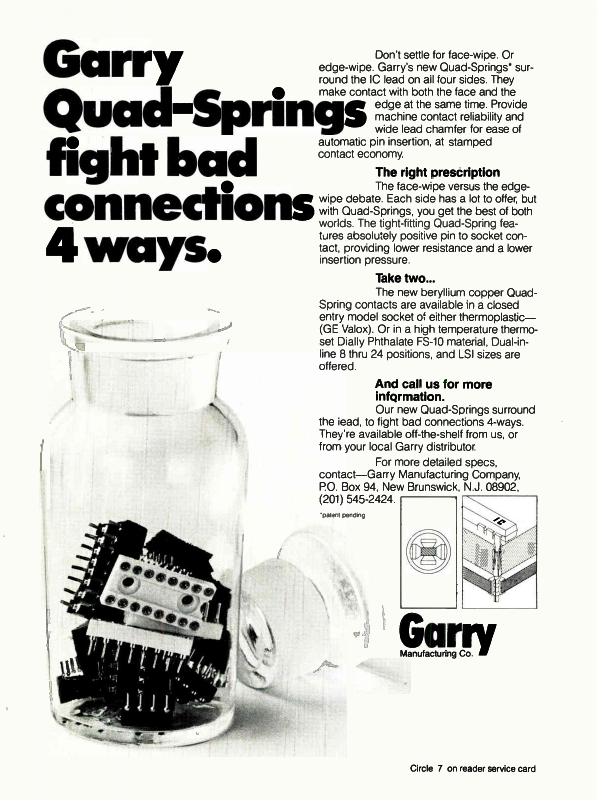 Garry
Quad-Springs
fight bad
connections
4 ways.
Don't settle for face-wipe. Or
edge-wipe. Garry's new Quad-Springs* sur-
round the IC lead on all four sides. They
make contact with both the face and the
edge at the same time. Provide
machine contact reliability and
wide lead chamfer for ease of
automatic pin insertion, at stamped
contact economy.
The right prescription
The face-wipe versus the edge-
wipe debate. Each side has a lot to offer, but
with Quad-Springs, you get the best of both
worlds. The tight-fitting Quad-Spring fea-
tures absolutely positive pin to socket con-
tact, providing lower resistance and a lower
insertion pressure.
Take two...
The new beryllium copper Quad-
Spring contacts are available in a closed
entry model socket of either thermoplastic—
(GE Valox). Or in a high temperature thermo-
set Dially Phthalate FS-10 material, Dual-in-
line 8 thru 24 positions, and LSI sizes are
offered.
And call us for more
information.
Our new Quad-Springs surround
the lead, to fight bad connections 4-ways.
They're available off-the-shelf from us, or
from your local Garry distributor.
For more detailed specs,
contact—Garry Manufacturing Company,
P.O. Box 94, New Brunswick, N.J. 08902,
(201) 545-2424.
*patent pending
IC
Garry
Manufacturing Co.
Circle 7 on reader service card